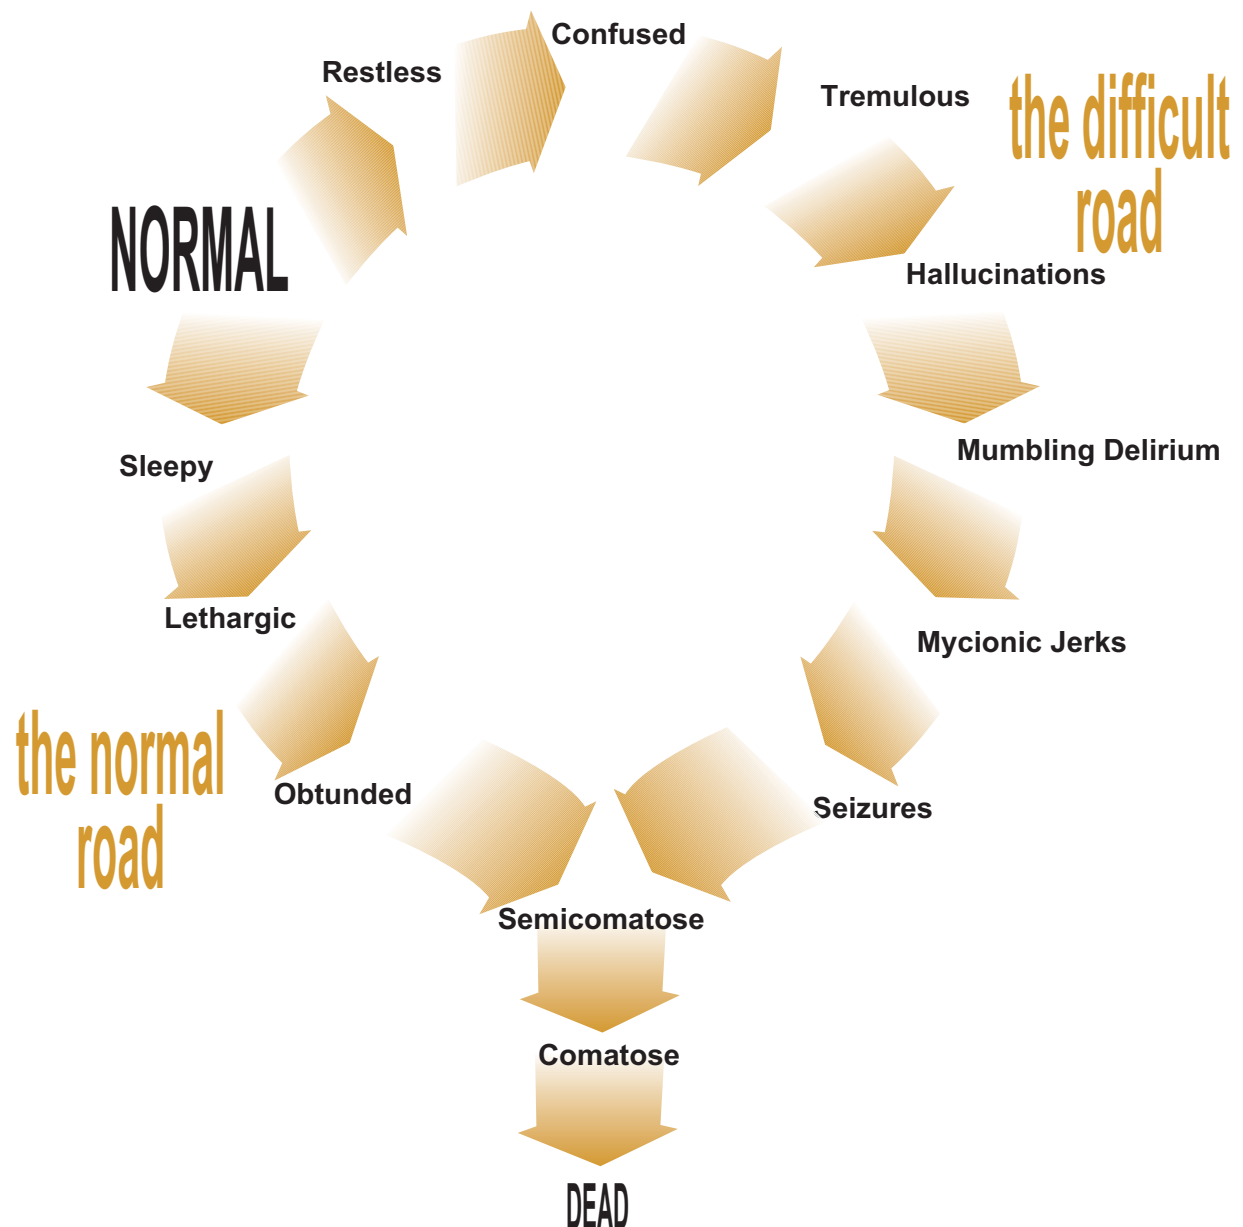 Confused
Restless
Tremulous
the difficult
road
NORMAL
Hallucinations
Mumbling Delirium
Sleepy
Lethargic
Mycionic Jerks
the normal
road
Obtunded
Seizures
Semicomatose
Comatose
DEAD